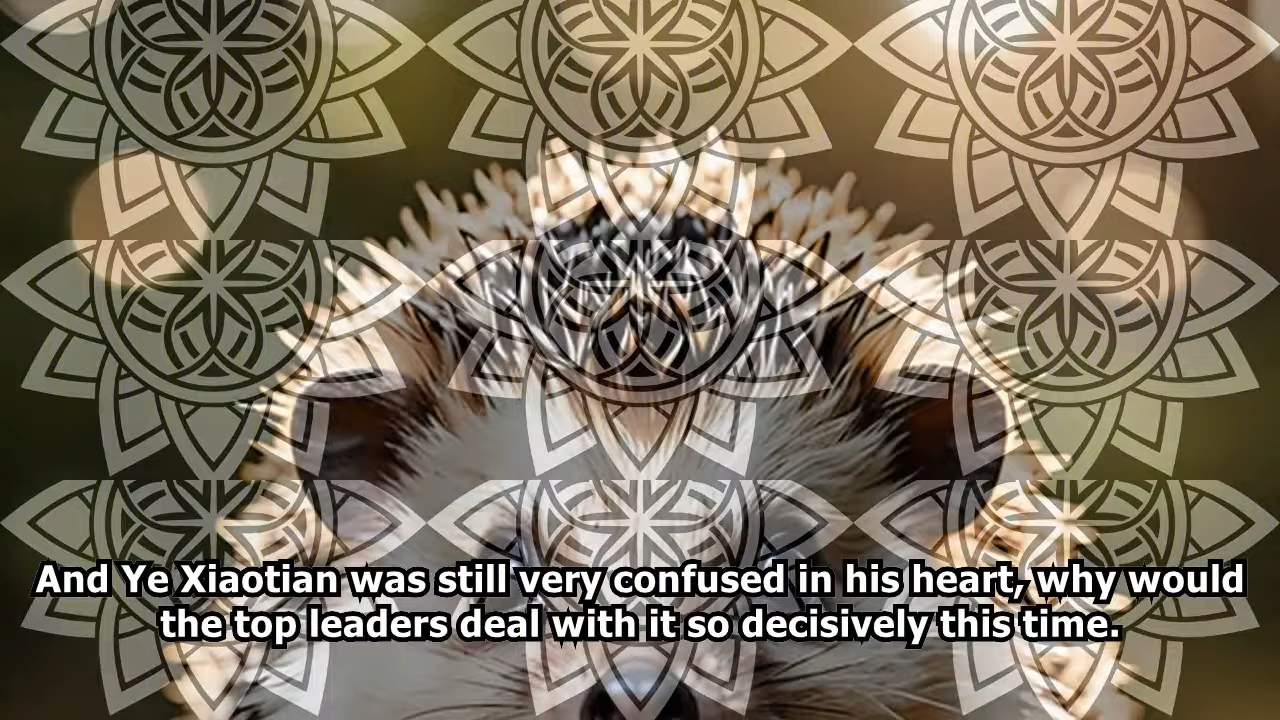 And Ye Xiaotian was still very confused in his heart, why would
the top leaders deal with it so decisively this time.